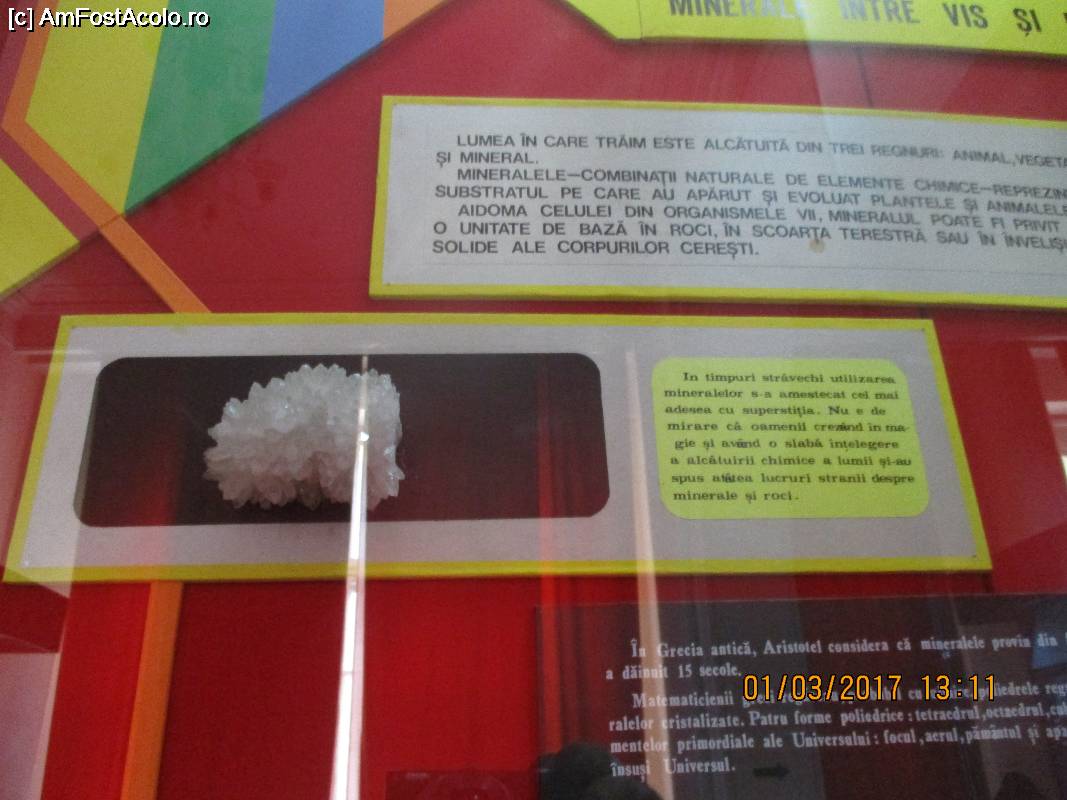 [c] AmFostAcolo.ro
MINERALE ÎNTRE VIS ȘI
LUMEA ÎN CARE TRĂIM ESTE ALCĂTUITĂ DIN TREI REGNURI: ANIMAL, VEGETA
ȘI MINERAL.
MINERALELE–COMBINAȚII NATURALE DE ELEMENTE CHIMICE–REPREZIN
SUBSTRATUL PE CARE AU APĂRUT ȘI EVOLUAT PLANTELE ȘI ANIMALELE
AIDOMA CELULEI DIN ORGANISMELE VII, MINERALUL POATE FI PRIVIT
O UNITATE DE BAZĂ ÎN ROCI, ÎN SCOARȚA TERESTRĂ SAU ÎN ÎNVELIȘ
SOLIDE ALE CORPURILOR CEREȘTI.
In timpuri străvechi utilizarea
mineralelor s-a amestecat cel mai
adesea cu superstiția. Nu e de
mirare că oamenii crezând în ma-
gie și având o slabă înțelegere
a alcătuirii chimice a lumii și-au
spus atâtea lucruri stranii despre
minerale și roci.
În Grecia antică, Aristotel considera că mineralele provin din
a dăinuit 15 secole.
Matematicienii
ralelor cristalizate. Patru forme poliedrice: tetraedrul, octaedrul, cub
mentelor primordiale ale Universului: focul, aerul, pământul și apa
însuși Universul.
01/03/2017 13:11